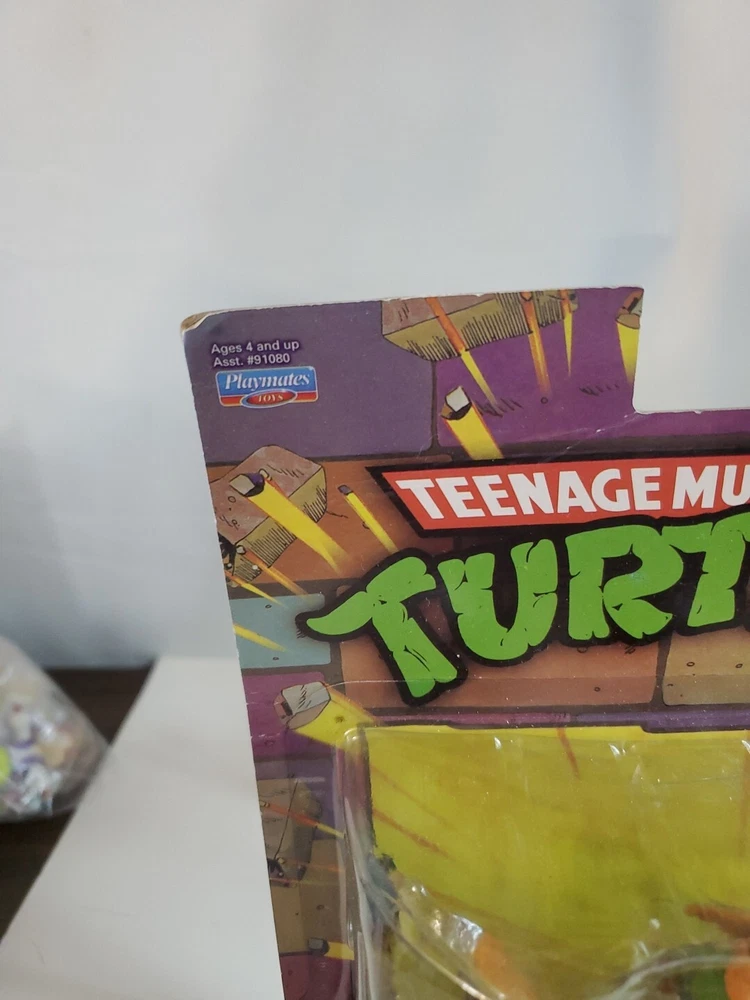 Ages 4 and up
Asst. #91080
Playmates
TOYS
TEENAGE MU
TURT